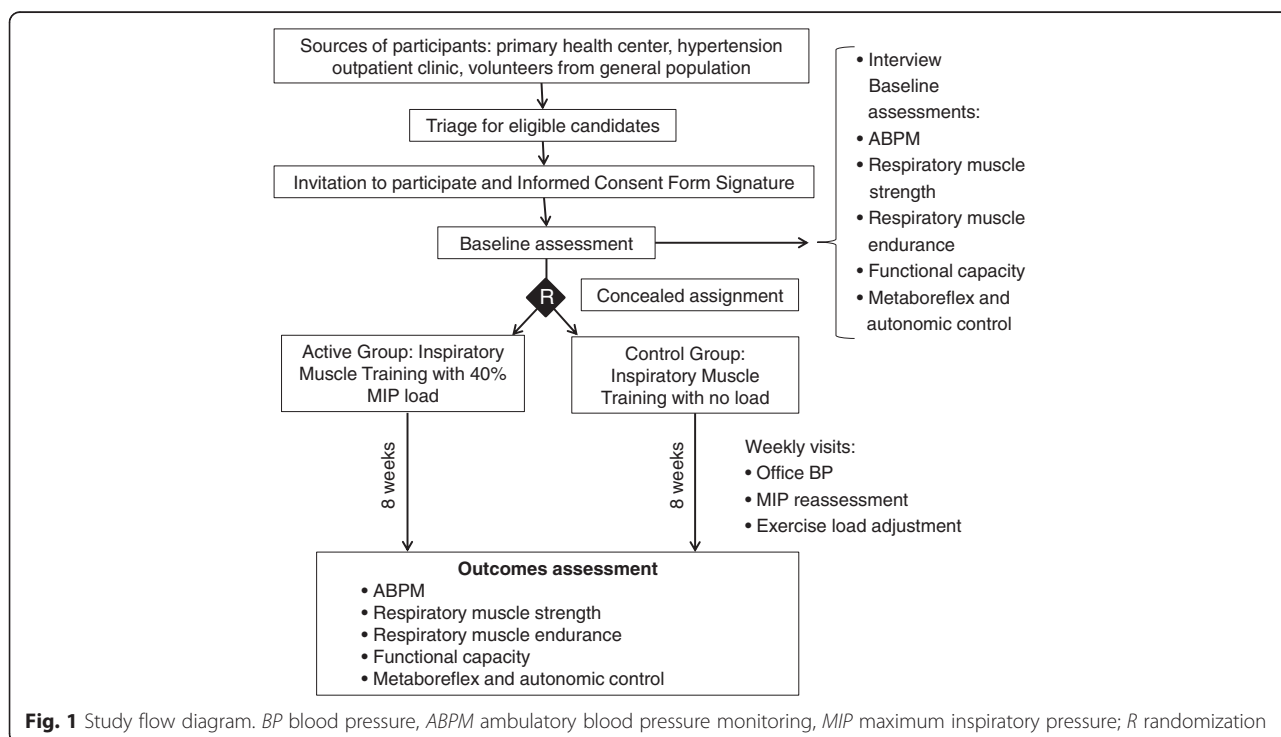 Sources of participants: primary health center, hypertension
outpatient clinic, volunteers from general population
Triage for eligible candidates
Invitation to participate and Informed Consent Form Signature
Baseline assessment
• Interview
Baseline
assessments:
• ABPM
• Respiratory muscle
strength
• Respiratory muscle
endurance
• Functional capacity
• Metaboreflex and
autonomic control
R
Concealed assignment
Active Group: Inspiratory
Muscle Training with 40%
MIP load
Control Group:
Inspiratory Muscle
Training with no load
8 weeks
8 weeks
Weekly visits:
• Office BP
• MIP reassessment
• Exercise load adjustment
Outcomes assessment
• ABPM
• Respiratory muscle strength
• Respiratory muscle endurance
• Functional capacity
• Metaboreflex and autonomic control
Fig. 1 Study flow diagram. BP blood pressure, ABPM ambulatory blood pressure monitoring, MIP maximum inspiratory pressure; R randomization